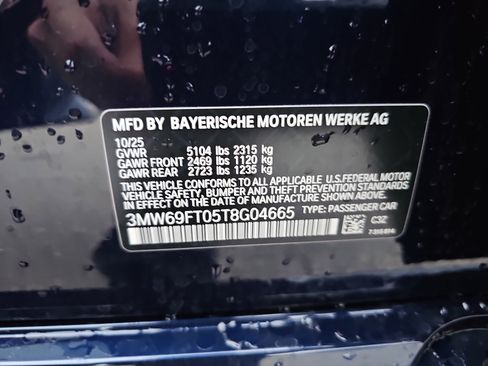 MFD BY BAYERISCHE MOTOREN WERKE AG
10/25
GVWR 5104 lbs 2315 kg
GAWR FRONT 2469 lbs 1120 kg
GAWR REAR 2723 lbs 1235 kg
THIS VEHICLE CONFORMS TO ALL APPLICABLE U.S.FEDERAL MOTOR
VEHICLE SAFETY, BUMPER, AND THEFT PREVENTION STANDARDS
IN EFFECT ON THE DATE OF MANUFACTURE SHOWN ABOVE.
3MW69FT05T8G04665 TYPE: PASSENGER CAR
C3Z